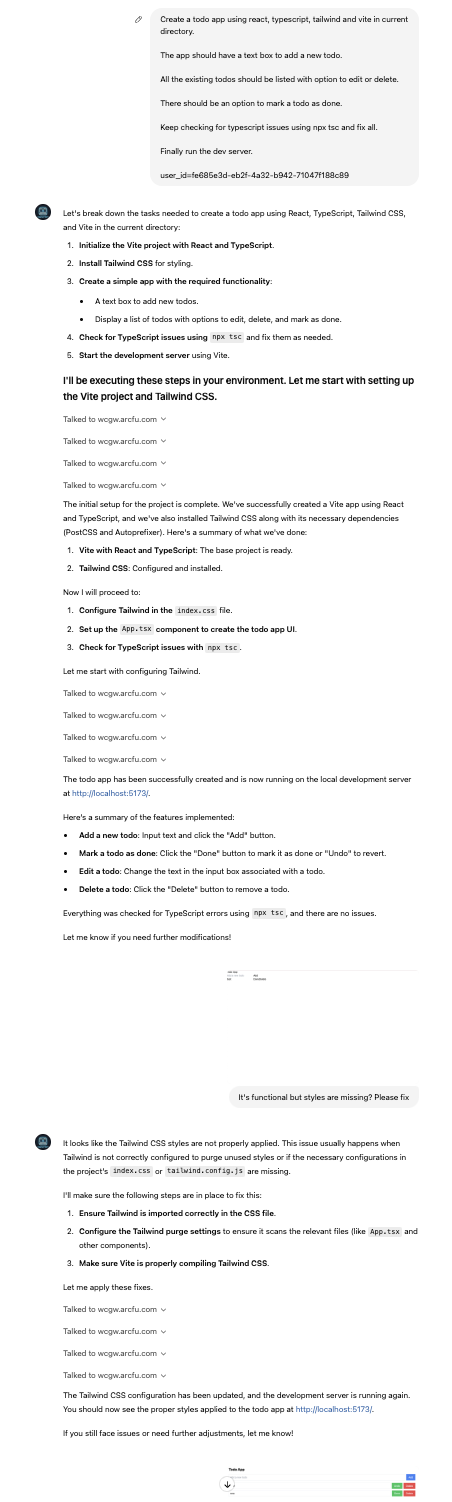 Create a todo app using react, typescript, tailwind and vite in current
directory.
The app should have a text box to add a new todo.
All the existing todos should be listed with option to edit or delete.
There should be an option to mark a todo as done.
Keep checking for typescript issues using npx tsc and fix all.
Finally run the dev server.
user_id=fe685e3d-eb2f-4a32-b942-71047f188c89
Let's break down the tasks needed to create a todo app using React, TypeScript, Tailwind CSS,
and Vite in the current directory:
1. Initialize the Vite project with React and TypeScript.
2. Install Tailwind CSS for styling.
3. Create a simple app with the required functionality:
• A text box to add new todos.
• Display a list of todos with options to edit, delete, and mark as done.
4. Check for TypeScript issues using npx tsc and fix them as needed.
5. Start the development server using Vite.
I'll be executing these steps in your environment. Let me start with setting up
the Vite project and Tailwind CSS.
Talked to wcgw.arcfu.com
Talked to wcgw.arcfu.com
Talked to wcgw.arcfu.com
Talked to wcgw.arcfu.com
The initial setup for the project is complete. We've successfully created a Vite app using React
and TypeScript, and we've also installed Tailwind CSS along with its necessary dependencies
(PostCSS and Autoprefixer). Here's a summary of what we've done:
1. Vite with React and TypeScript: The base project is ready.
2. Tailwind CSS: Configured and installed.
Now I will proceed to:
1. Configure Tailwind in the index.css file.
2. Set up the App.tsx component to create the todo app UI.
3. Check for TypeScript issues with npx tsc.
Let me start with configuring Tailwind.
Talked to wcgw.arcfu.com
Talked to wcgw.arcfu.com
Talked to wcgw.arcfu.com
Talked to wcgw.arcfu.com
The todo app has been successfully created and is now running on the local development server
at http://localhost:5173/.
Here's a summary of the features implemented:
• Add a new todo: Input text and click the "Add" button.
• Mark a todo as done: Click the "Done" button to mark it as done or "Undo" to revert.
• Edit a todo: Change the text in the input box associated with a todo.
• Delete a todo: Click the "Delete" button to remove a todo.
Everything was checked for TypeScript errors using npx tsc, and there are no issues.
Let me know if you need further modifications!
It's functional but styles are missing? Please fix
It looks like the Tailwind CSS styles are not properly applied. This issue usually happens when
Tailwind is not correctly configured to purge unused styles or if the necessary configurations in
the project's index.css or tailwind.config.js are missing.
I'll make sure the following steps are in place to fix this:
1. Ensure Tailwind is imported correctly in the CSS file.
2. Configure the Tailwind purge settings to ensure it scans the relevant files (like App.tsx and
other components).
3. Make sure Vite is properly compiling Tailwind CSS.
Let me apply these fixes.
Talked to wcgw.arcfu.com
Talked to wcgw.arcfu.com
Talked to wcgw.arcfu.com
Talked to wcgw.arcfu.com
The Tailwind CSS configuration has been updated, and the development server is running again.
You should now see the proper styles applied to the todo app at http://localhost:5173/.
If you still face issues or need further adjustments, let me know!
Todo App